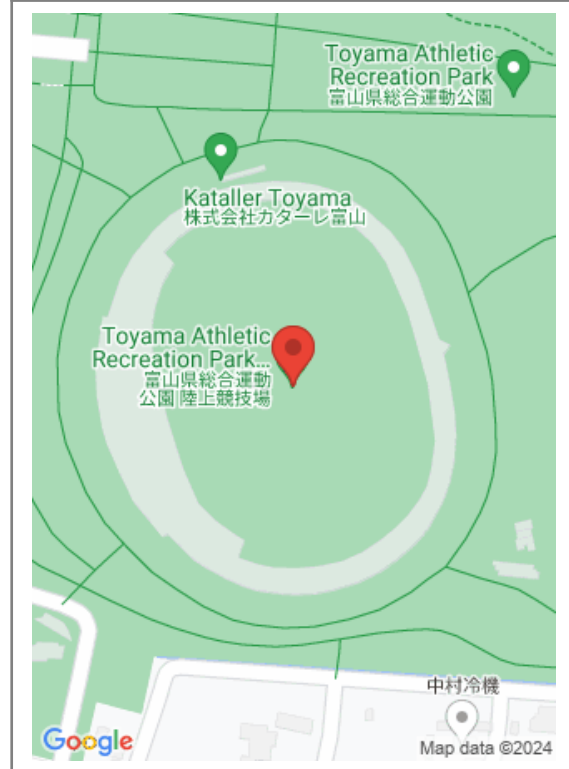 Toyama Athletic
Recreation Park
富山県総合運動公園
Kataller Toyama
株式会社カターレ富山
Toyama Athletic
Recreation Park...
富山県総合運動
公園 陸上競技場
中村冷機
Google
Map data ©2024